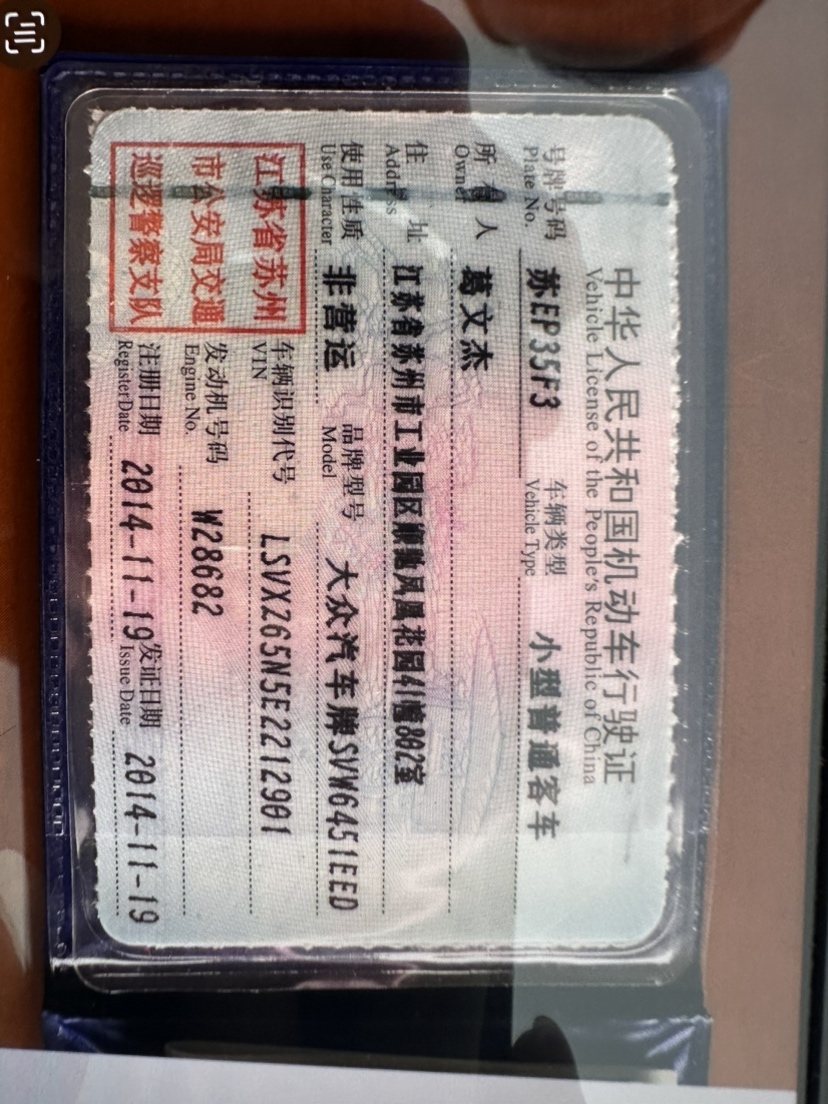 中华人民共和国机动车行驶证
Vehicle License of the People's Republic of China
号牌号码 苏EP35F3 车辆类型 小型普通客车
Plate No. Vehicle Type
所有人 葛文杰
Owner
住址 江苏省苏州市工业园区御驰凤凰花园41幢802室
Address
使用性质 非营运 品牌型号 大众汽车牌SVW6451EED
Use Character Model
江苏省苏州
市公安局交通
巡逻警察支队
车辆识别代号 LSVXZ65N5E2212901
VIN
发动机号码 W28682
Engine No.
注册日期 2014-11-19 发证日期 2014-11-19
Register Date Issue Date